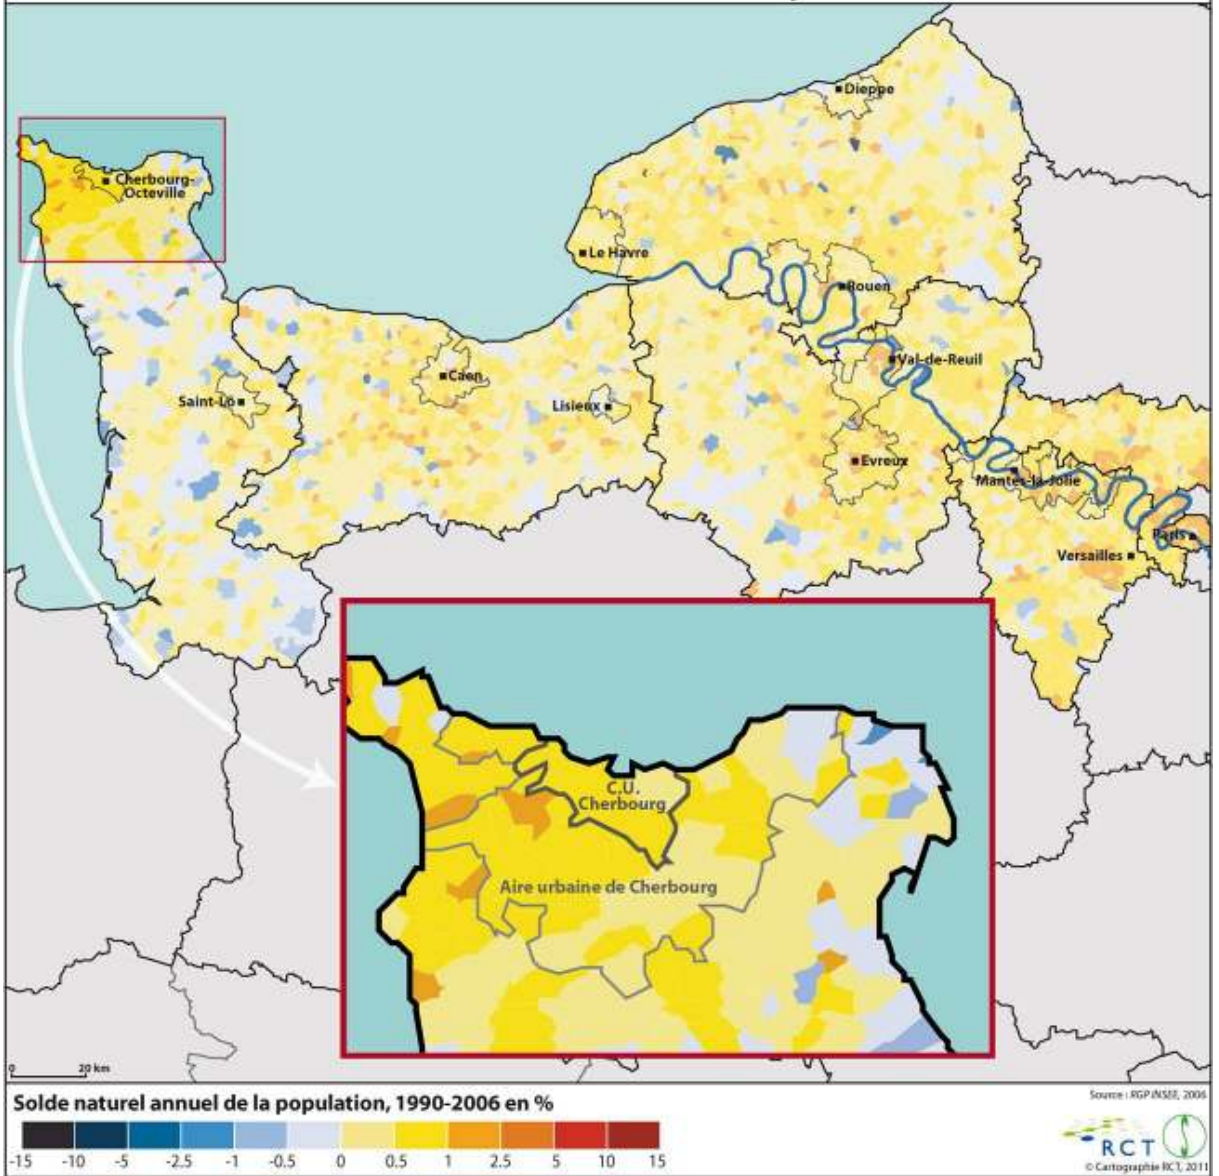 Dieppe
Cherbourg-
Octeville
Le Havre
Rouen
Val-de-Reuil
Caen
Saint-Lô
Lisieux
Evreux
Mantes-la-Jolie
Paris
Versailles
C.U.
Cherbourg
Aire urbaine de Cherbourg
0 20 km
Solde naturel annuel de la population, 1990-2006 en %
-15 -10 -5 -2.5 -1 -0.5 0 0.5 1 2.5 5 10 15
Source : RGP INSEE, 2006
RCT
© Cartographie RCT, 2011